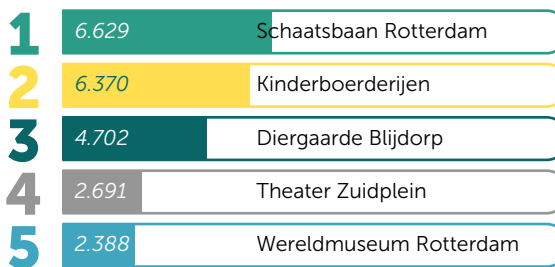 1 6.629 Schaatsbaan Rotterdam
2 6.370 Kinderboerderijen
3 4.702 Diergaarde Blijdorp
4 2.691 Theater Zuidplein
5 2.388 Wereldmuseum Rotterdam